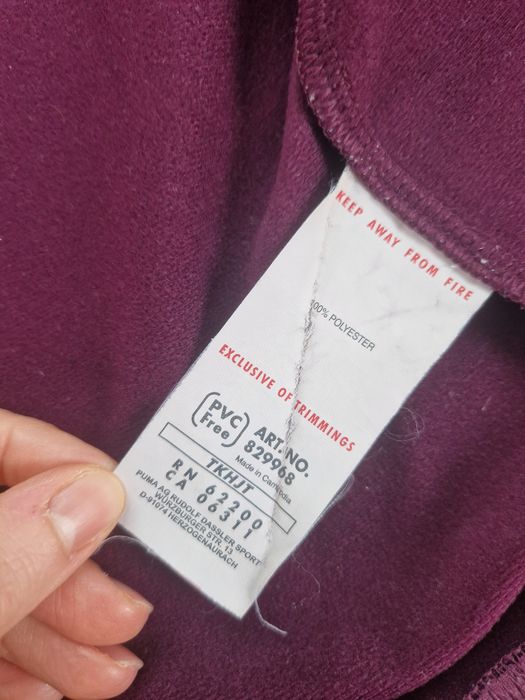 KEEP AWAY FROM FIRE
100% POLYESTER
EXCLUSIVE OF TRIMMINGS
(PVC Free)
ART. NO.
829968
Made in Cambodia
TKHJT
RN 62200
CA 06311
PUMA AG RUDOLF DASSLER SPORT
WÜRZBURGER STR. 13
D-91074 HERZOGENAURACH